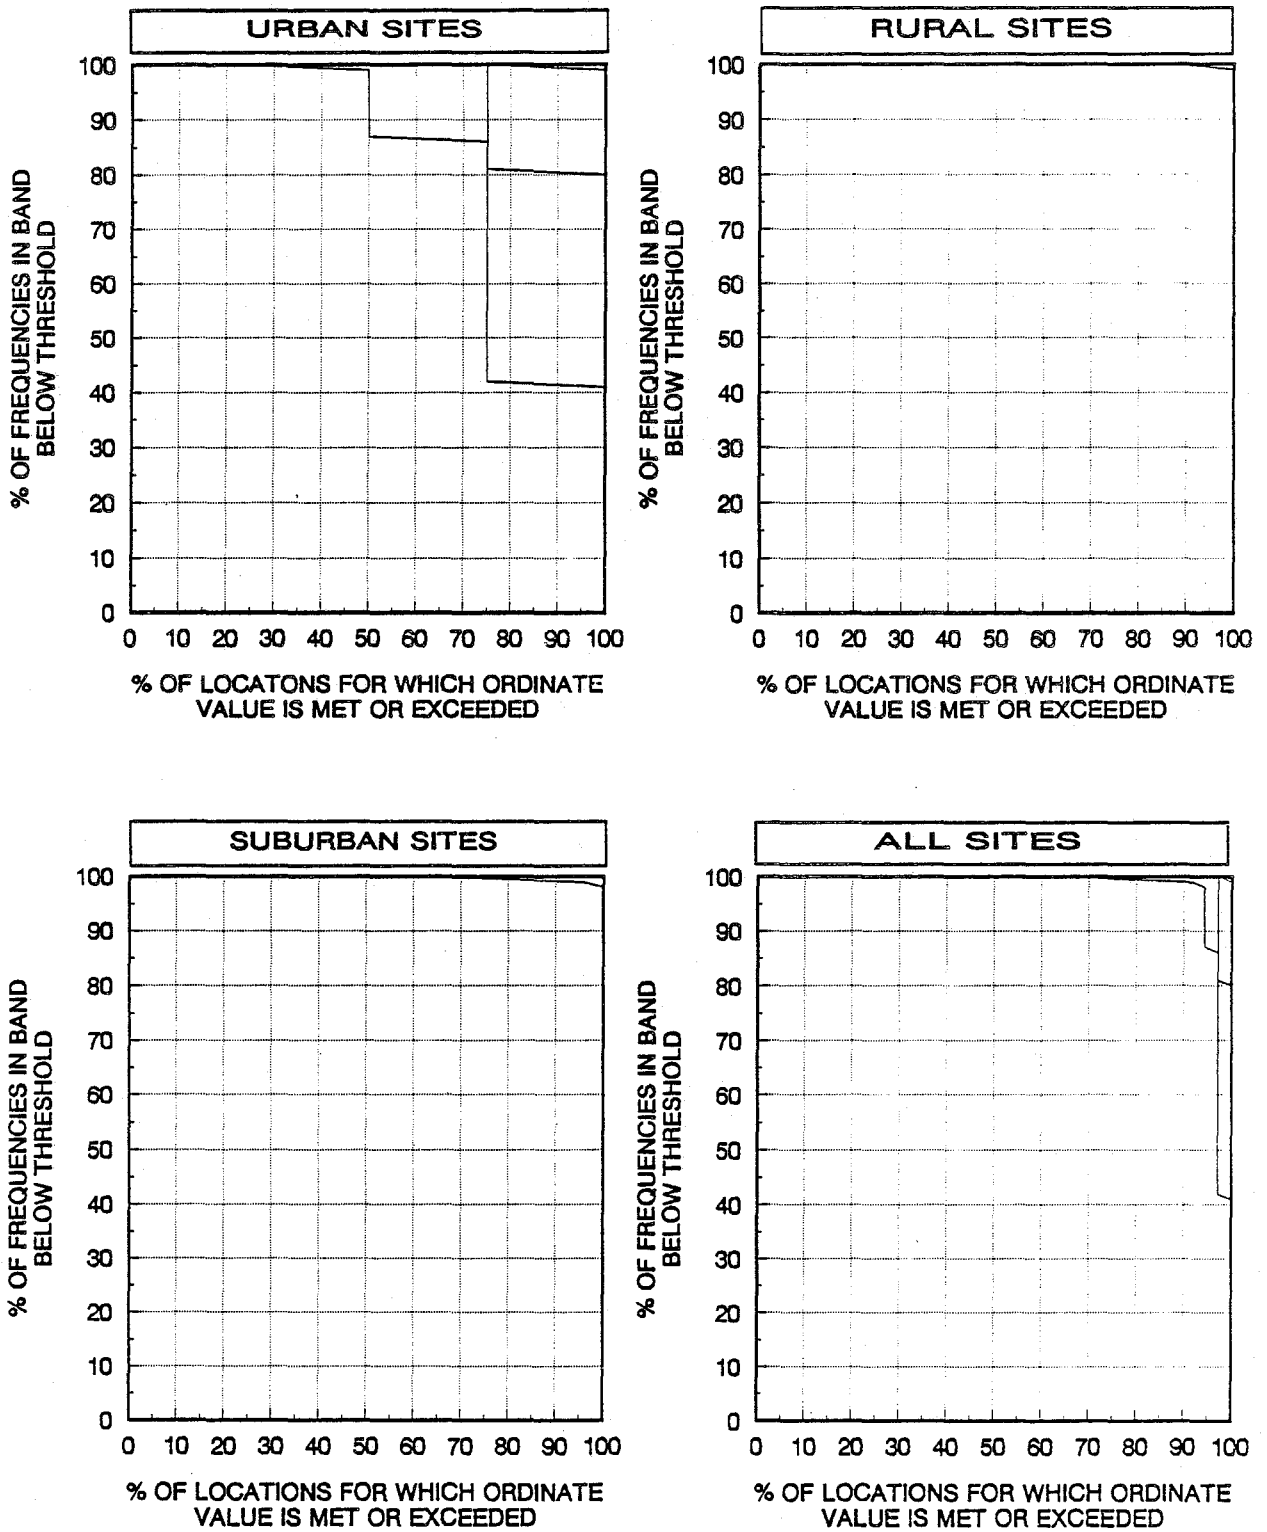 URBAN SITES
% OF FREQUENCIES IN BAND
BELOW THRESHOLD
100
90
80
70
60
50
40
30
20
10
0
0 10 20 30 40 50 60 70 80 90 100
% OF LOCATONS FOR WHICH ORDINATE
VALUE IS MET OR EXCEEDED
RURAL SITES
% OF FREQUENCIES IN BAND
BELOW THRESHOLD
100
90
80
70
60
50
40
30
20
10
0
0 10 20 30 40 50 60 70 80 90 100
% OF LOCATIONS FOR WHICH ORDINATE
VALUE IS MET OR EXCEEDED
SUBURBAN SITES
% OF FREQUENCIES IN BAND
BELOW THRESHOLD
100
90
80
70
60
50
40
30
20
10
0
0 10 20 30 40 50 60 70 80 90 100
% OF LOCATIONS FOR WHICH ORDINATE
VALUE IS MET OR EXCEEDED
ALL SITES
% OF FREQUENCIES IN BAND
BELOW THRESHOLD
100
90
80
70
60
50
40
30
20
10
0
0 10 20 30 40 50 60 70 80 90 100
% OF LOCATIONS FOR WHICH ORDINATE
VALUE IS MET OR EXCEEDED